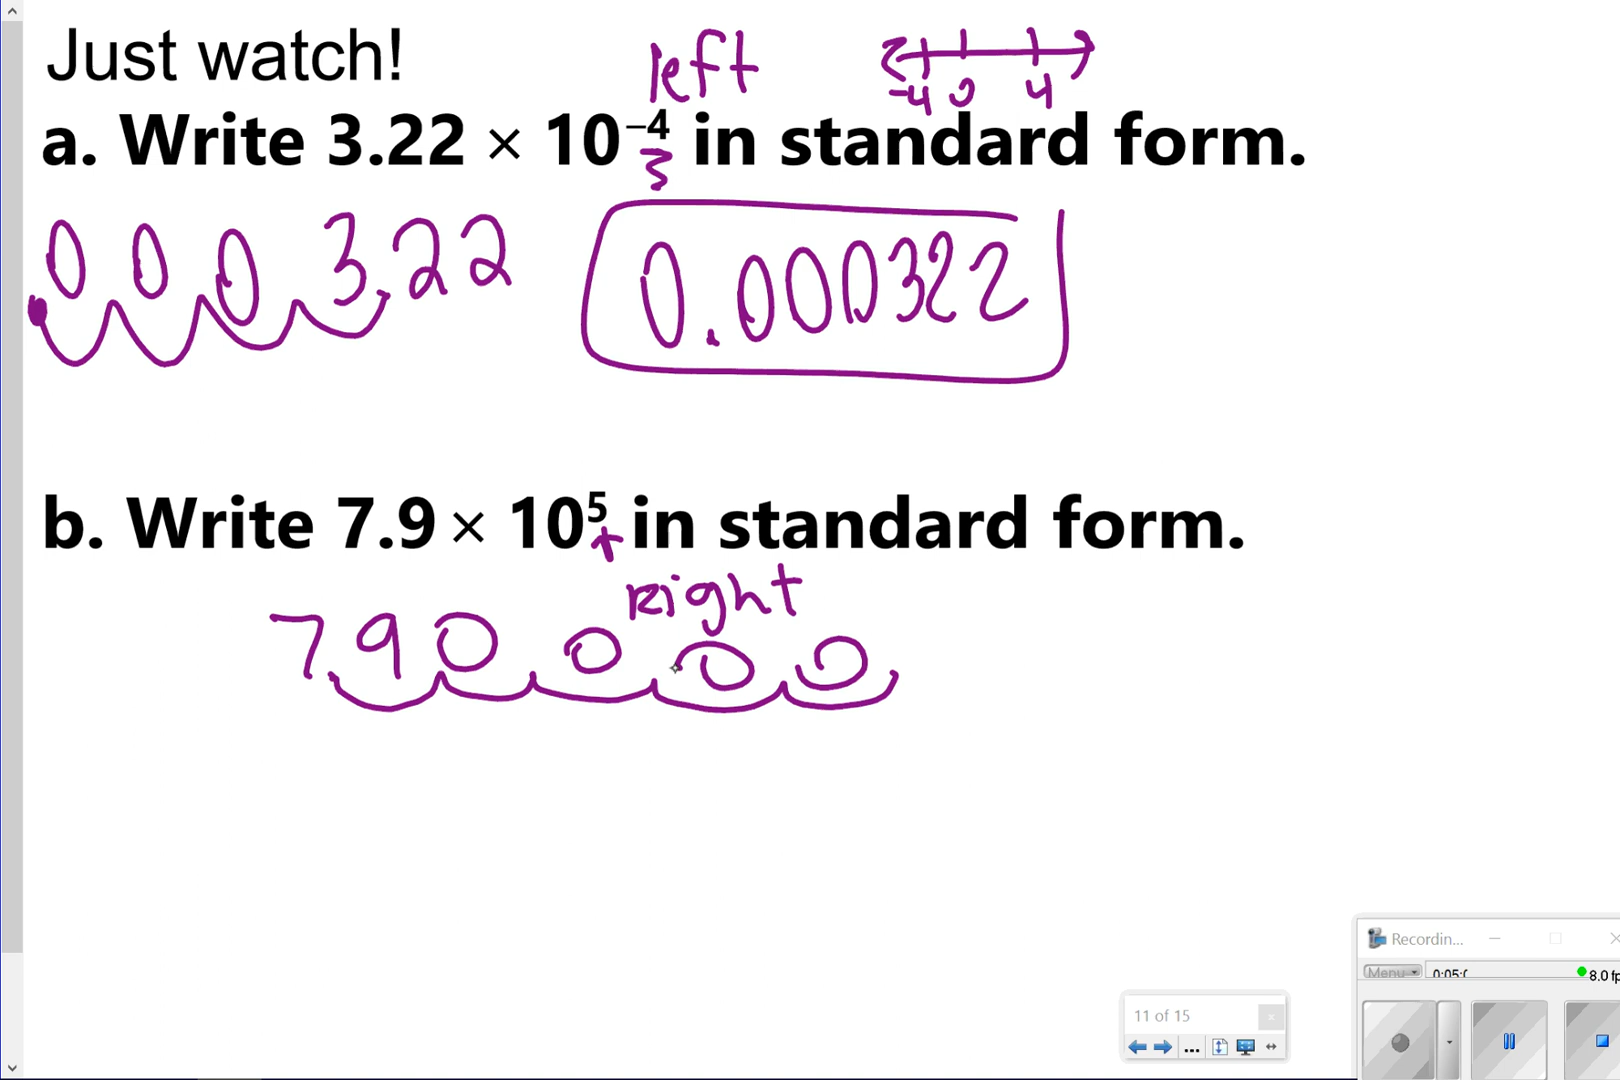 Just watch!
left
-4 0 4
a. Write 3.22 × 10⁻⁴ in standard form.
3
0 0 0 3.22
0.000322
b. Write 7.9 × 10⁵ in standard form.
+
Right
7.9 0 0 0 0
Recordin...
Menu
8.0 fp
11 of 15
...